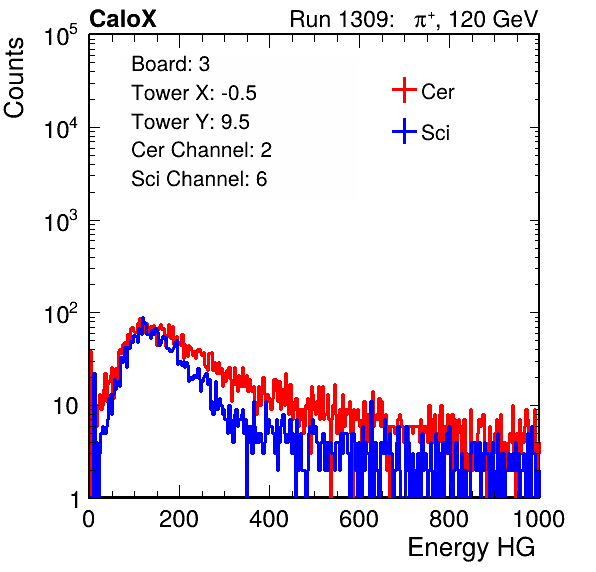 CaloX Run 1309: π⁺, 120 GeV
Counts
10⁵
10⁴
10³
10²
10
1
Board: 3
Tower X: -0.5
Tower Y: 9.5
Cer Channel: 2
Sci Channel: 6
Cer
Sci
0 200 400 600 800 1000
Energy HG